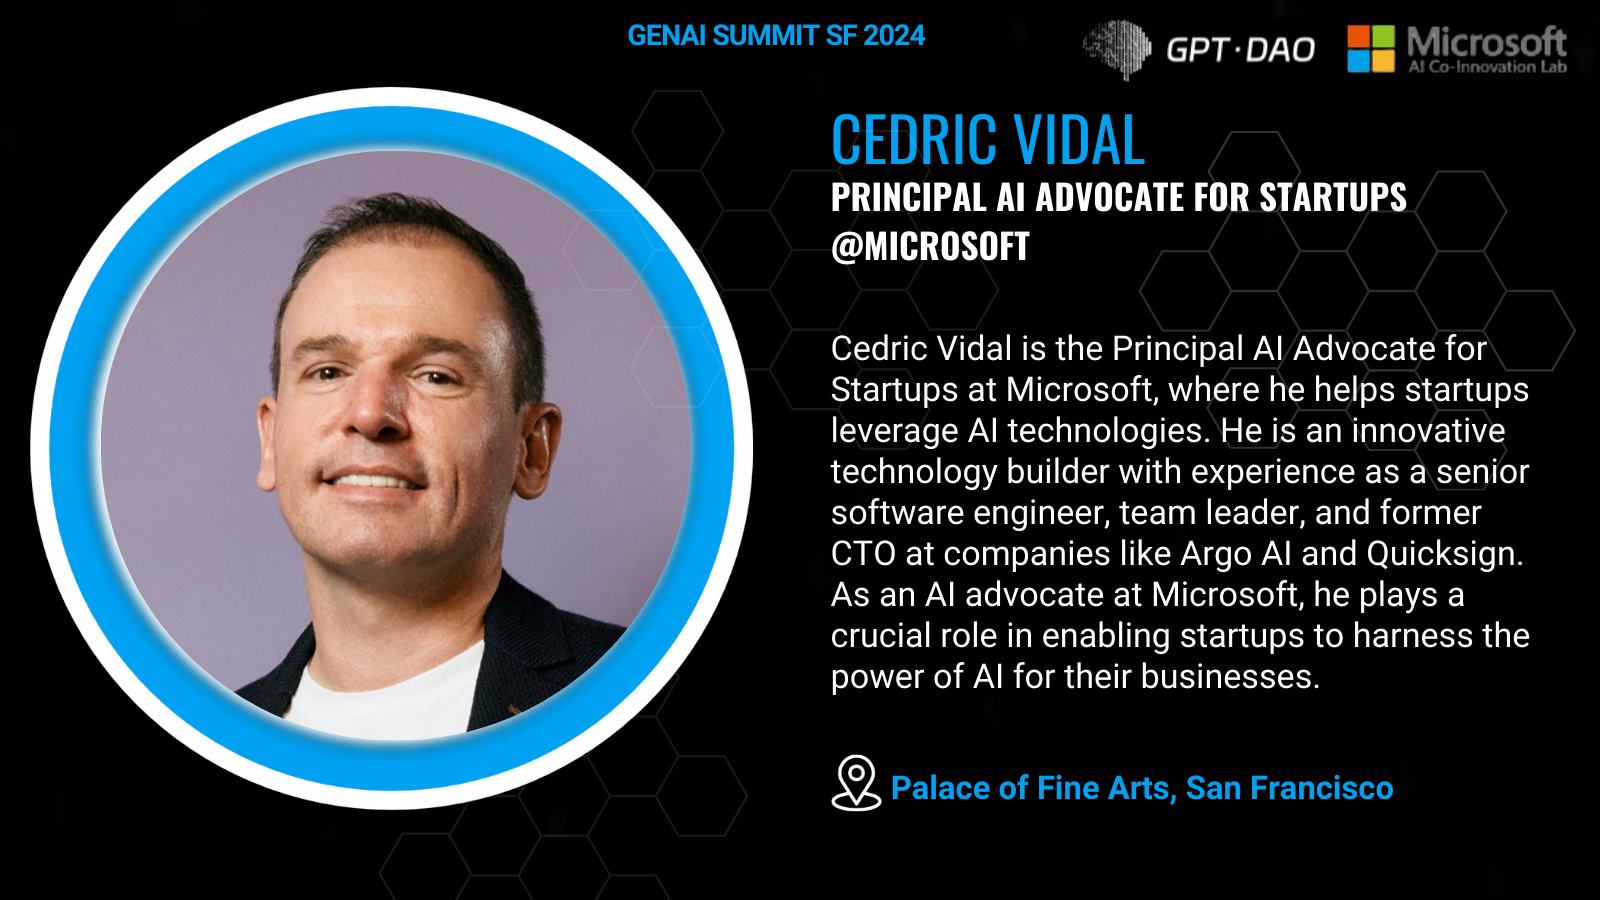 GENAI SUMMIT SF 2024
GPT·DAO
Microsoft
AI Co-Innovation Lab
CEDRIC VIDAL
PRINCIPAL AI ADVOCATE FOR STARTUPS
@MICROSOFT
Cedric Vidal is the Principal AI Advocate for
Startups at Microsoft, where he helps startups
leverage AI technologies. He is an innovative
technology builder with experience as a senior
software engineer, team leader, and former
CTO at companies like Argo AI and Quicksign.
As an AI advocate at Microsoft, he plays a
crucial role in enabling startups to harness the
power of AI for their businesses.
Palace of Fine Arts, San Francisco